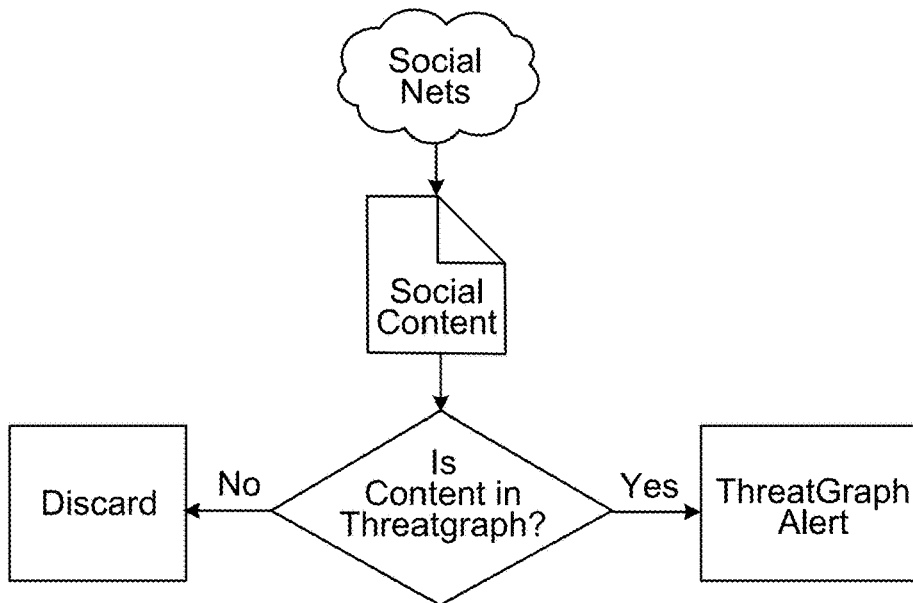 Social
Nets
Social
Content
Is
Content in
Threatgraph?
No
Yes
Discard
ThreatGraph
Alert